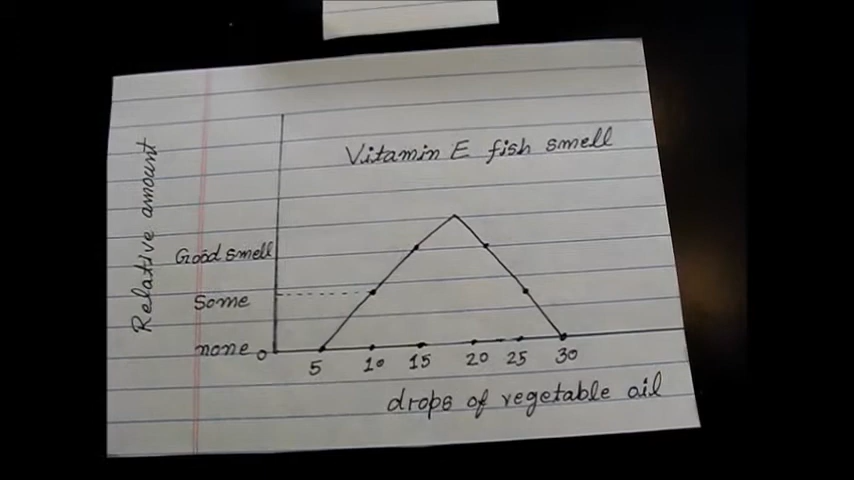 Vitamin E fish smell
Relative amount
Good smell
Some
none 0
5 10 15 20 25 30
drops of vegetable oil